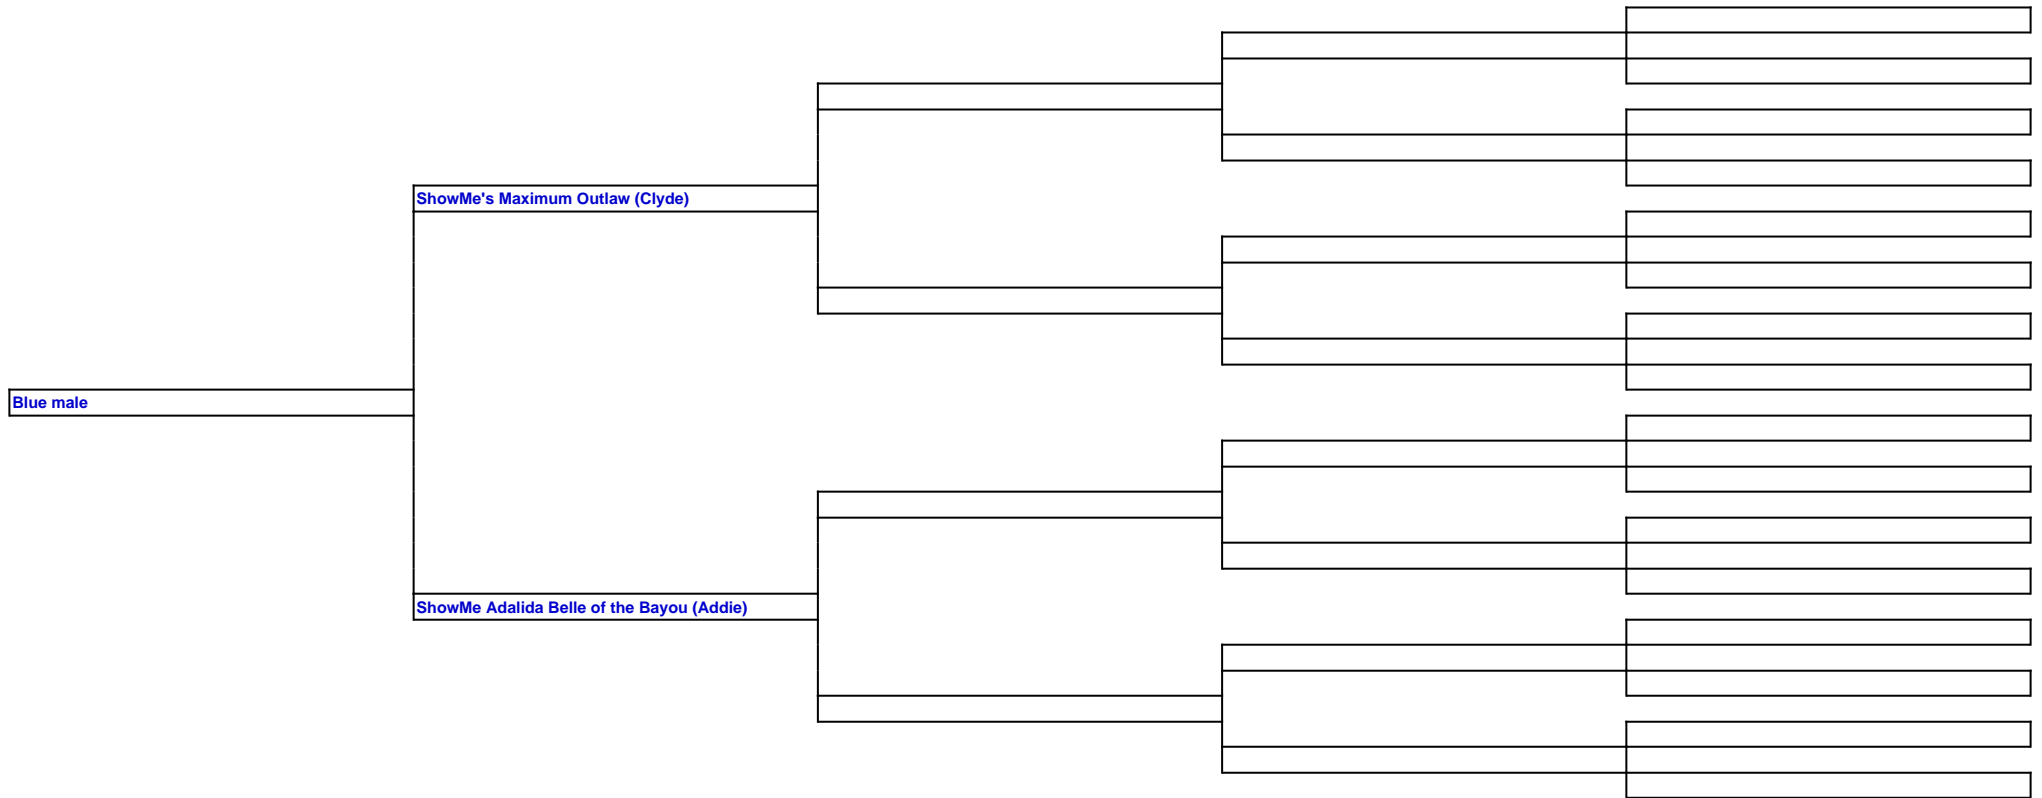 ShowMe's Maximum Outlaw (Clyde)
Blue male
ShowMe Adalida Belle of the Bayou (Addie)